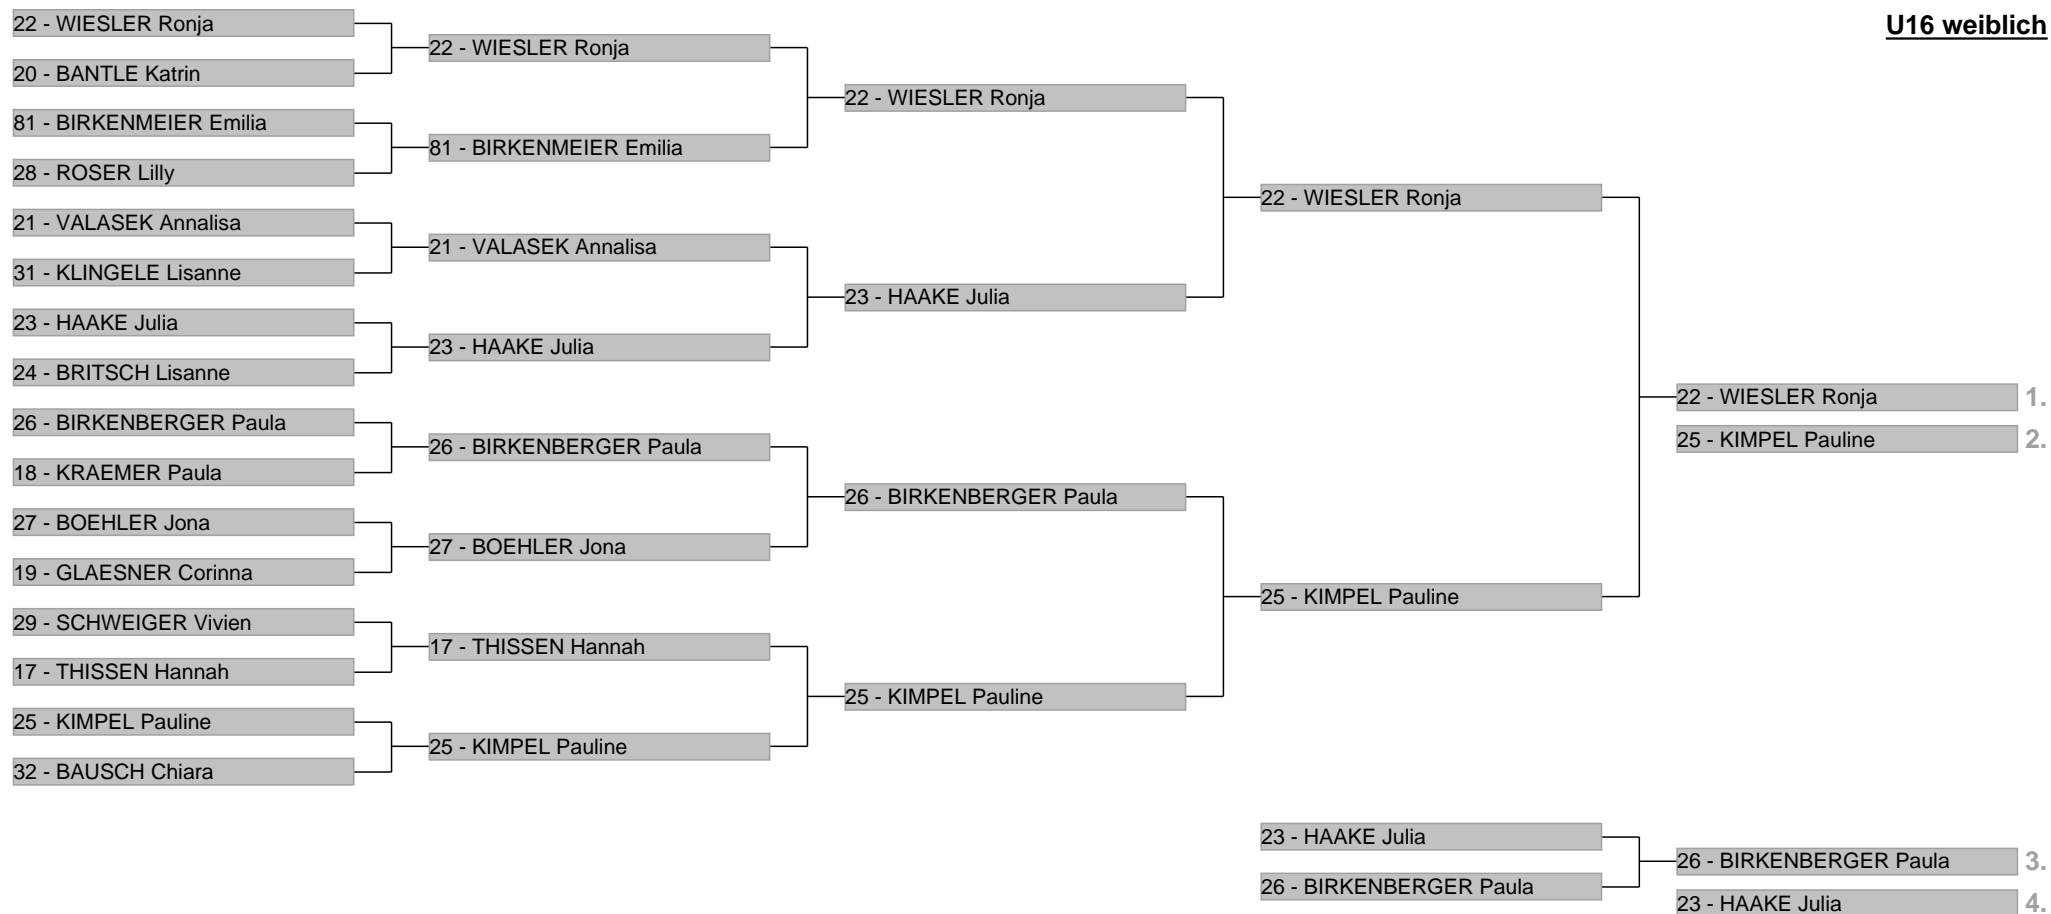 U16 weiblich
22 - WIESLER Ronja
20 - BANTLE Katrin
81 - BIRKENMEIER Emilia
28 - ROSER Lilly
21 - VALASEK Annalisa
31 - KLINGELE Lisanne
23 - HAAKE Julia
24 - BRITSCH Lisanne
26 - BIRKENBERGER Paula
18 - KRAEMER Paula
27 - BOEHLER Jona
19 - GLAESNER Corinna
29 - SCHWEIGER Vivien
17 - THISSEN Hannah
25 - KIMPEL Pauline
32 - BAUSCH Chiara
22 - WIESLER Ronja
81 - BIRKENMEIER Emilia
21 - VALASEK Annalisa
23 - HAAKE Julia
26 - BIRKENBERGER Paula
27 - BOEHLER Jona
17 - THISSEN Hannah
25 - KIMPEL Pauline
22 - WIESLER Ronja
23 - HAAKE Julia
26 - BIRKENBERGER Paula
25 - KIMPEL Pauline
22 - WIESLER Ronja
25 - KIMPEL Pauline
22 - WIESLER Ronja 1.
25 - KIMPEL Pauline 2.
23 - HAAKE Julia
26 - BIRKENBERGER Paula
26 - BIRKENBERGER Paula 3.
23 - HAAKE Julia 4.